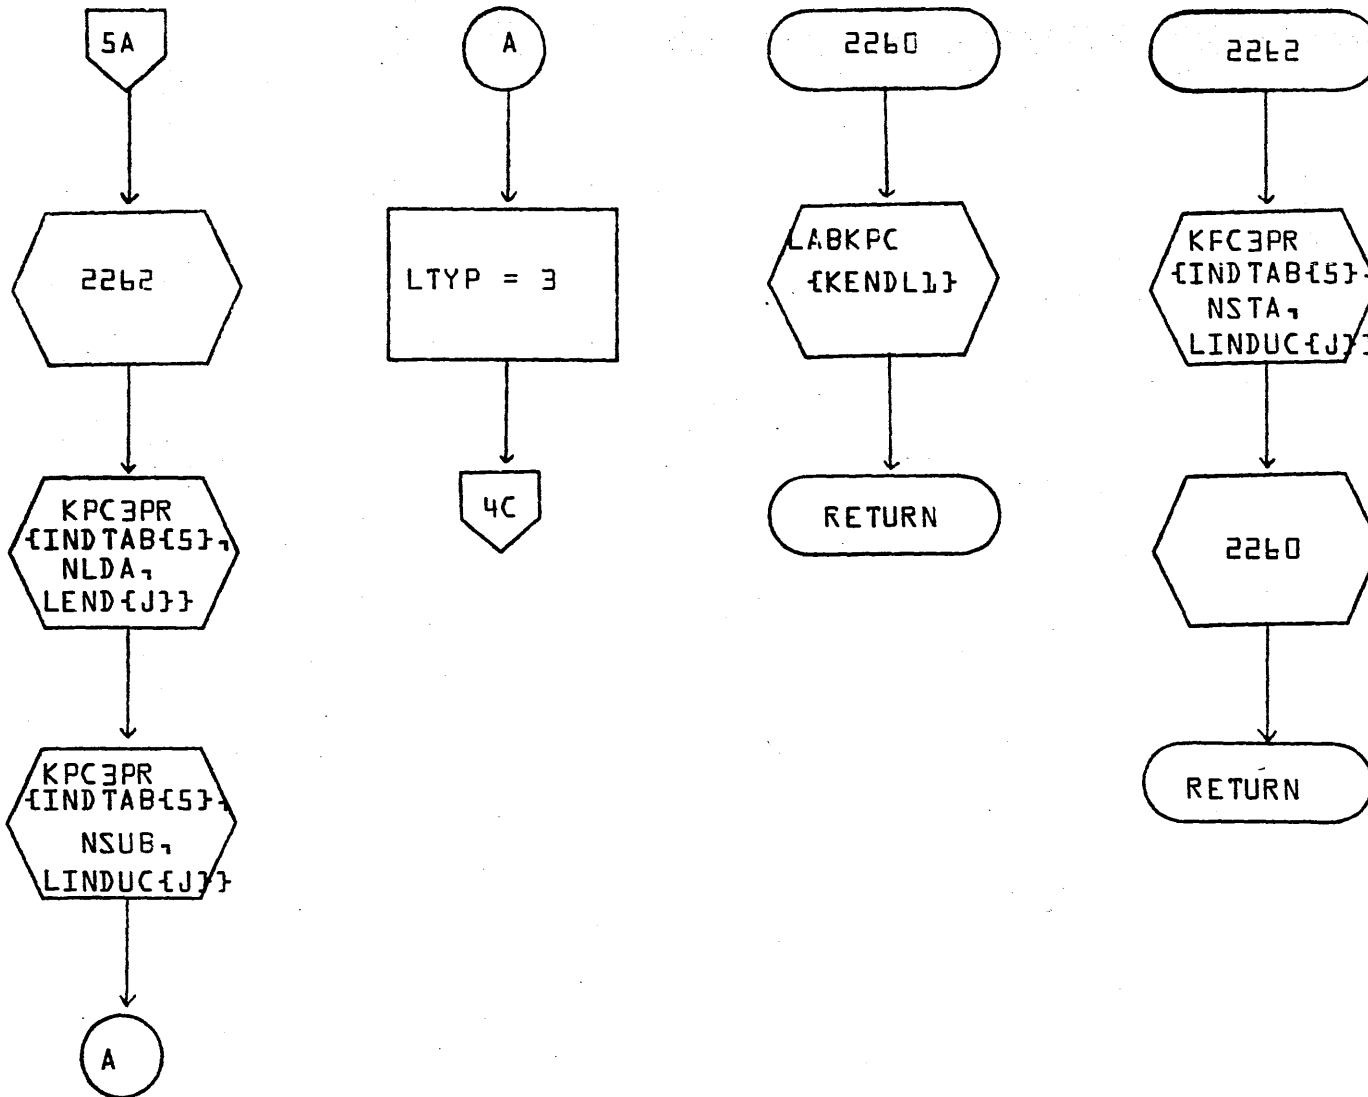 5A
2262
KPC3PR
{INDTAB{5},
NLDA,
LEND{J}}
KPC3PR
{INDTAB{5},
NSUB,
LINDUC{J}}
A
A
LTYP = 3
4C
2260
LABKPC
{KENDL1}
RETURN
2262
KFC3PR
{INDTAB{5},
NSTA,
LINDUC{J}}
2260
RETURN